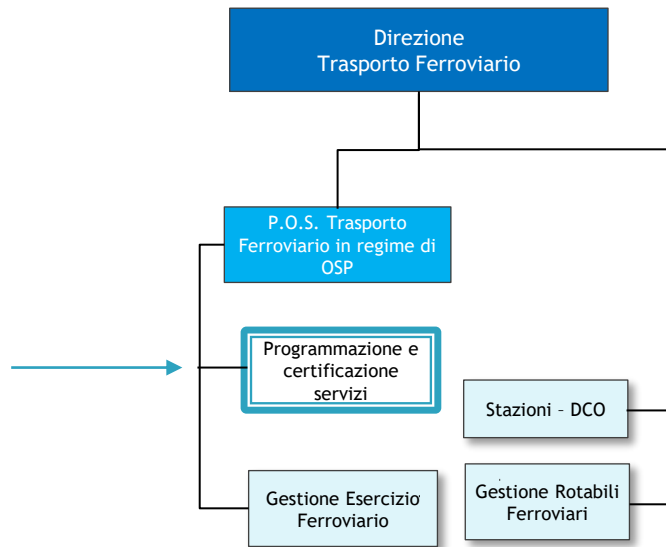 Direzione
Trasporto Ferroviario
P.O.S. Trasporto
Ferroviario in regime di
OSP
Programmazione e
certificazione
servizi
Stazioni - DCO
Gestione Esercizio
Ferroviario
Gestione Rotabili
Ferroviari